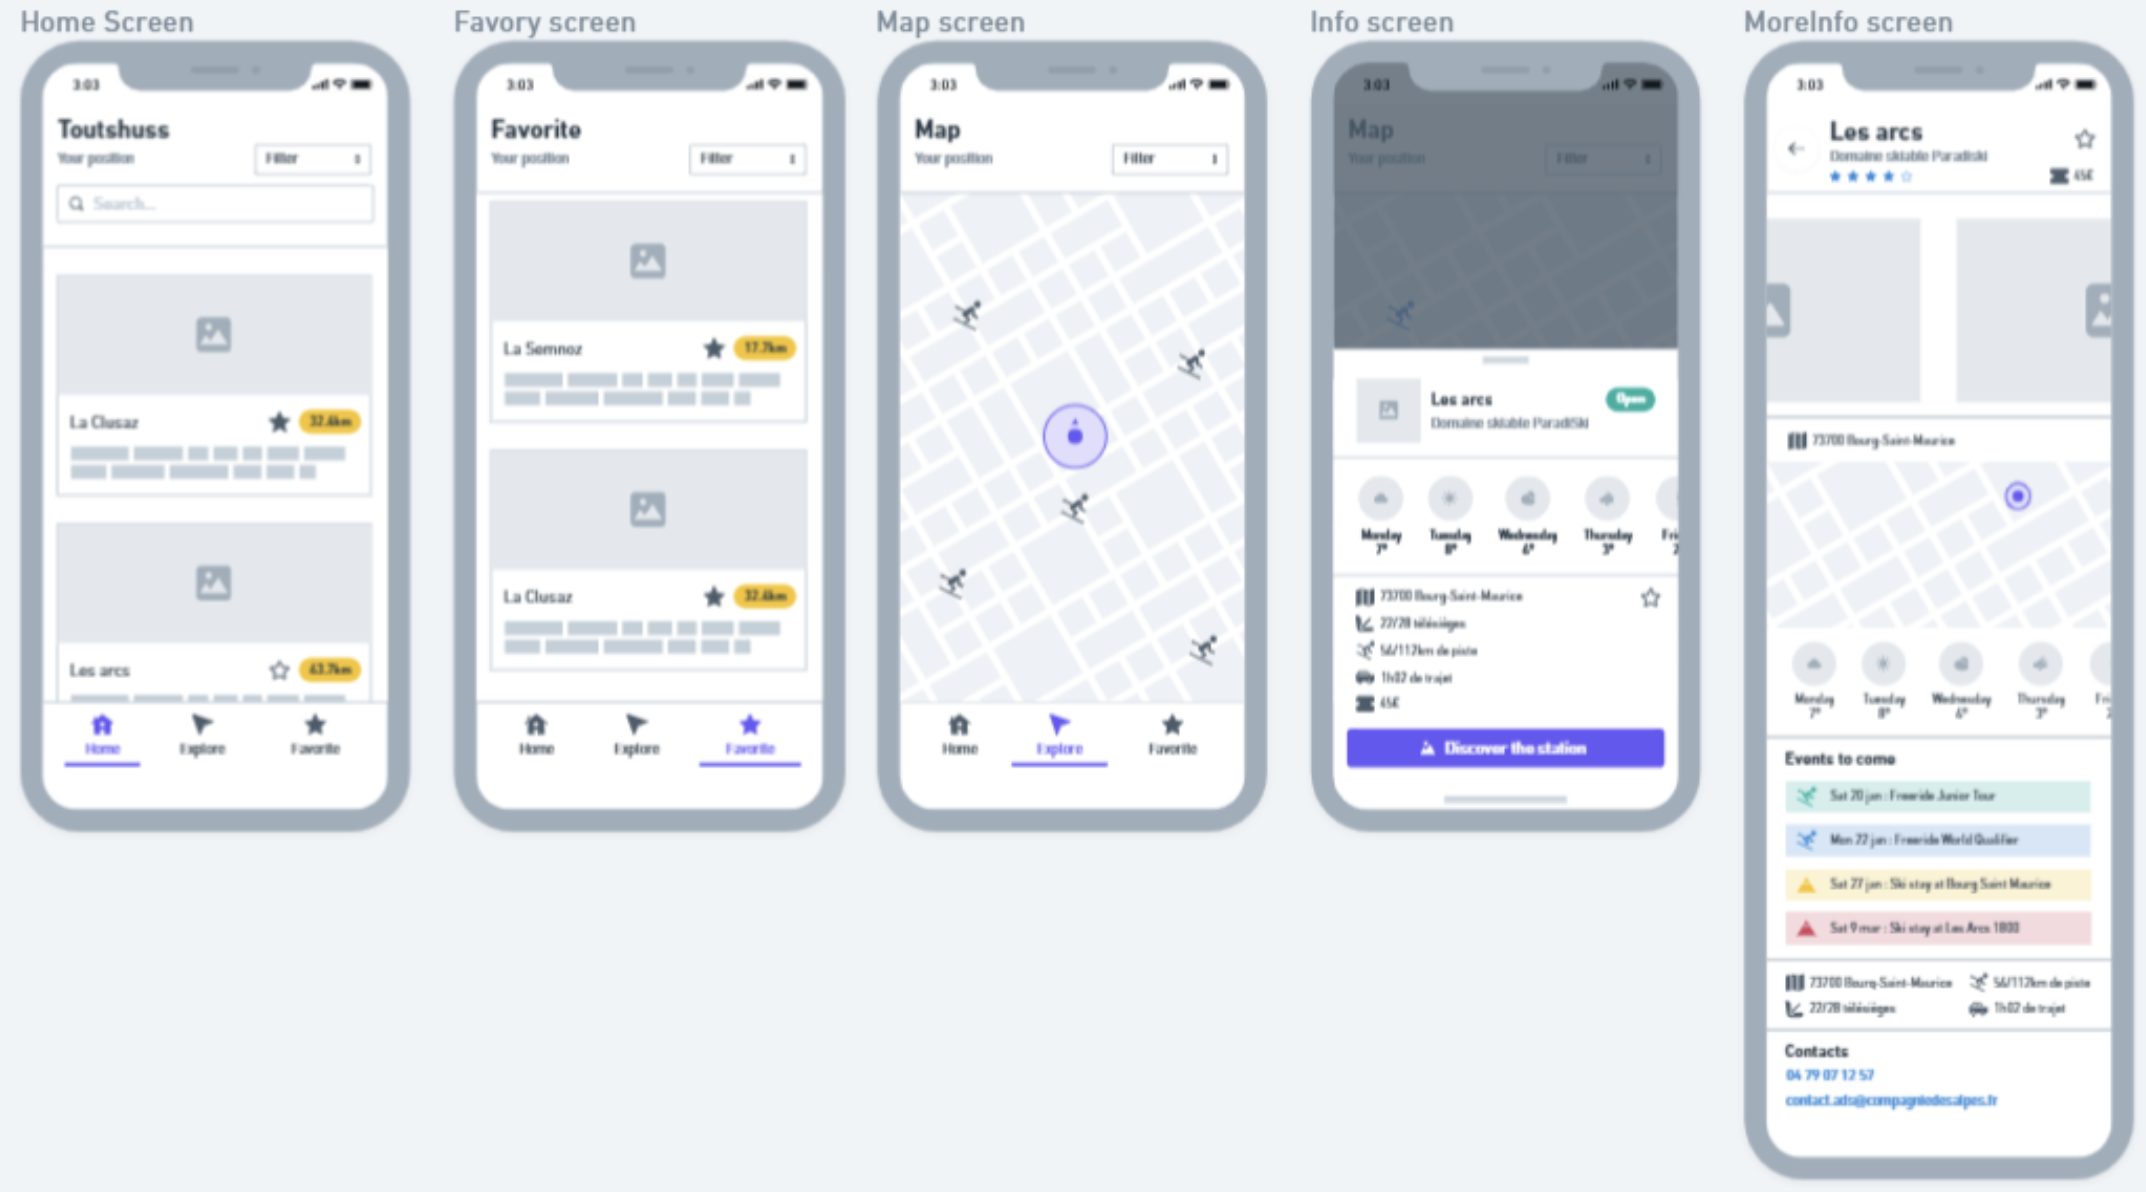 Home Screen
3:03
Toutshuss
Your position
Filter
Search...
La Clusaz
32.6km
Les arcs
63.7km
Home
Explore
Favorite
Favory screen
3:03
Favorite
Your position
Filter
La Semnoz
17.7km
La Clusaz
32.6km
Home
Explore
Favorite
Map screen
3:03
Map
Your position
Filter
Home
Explore
Favorite
Info screen
3:03
Map
Your position
Filter
Les arcs
Open
Domaine skiable ParadiSki
Monday
7°
Tuesday
8°
Wednesday
6°
Thursday
3°
Fri
73700 Bourg-Saint-Maurice
22/28 télésièges
56/112km de piste
1h02 de trajet
45€
Discover the station
MoreInfo screen
3:03
Les arcs
Domaine skiable Paradiski
45€
73700 Bourg-Saint-Maurice
Monday
7°
Tuesday
8°
Wednesday
6°
Thursday
3°
Fri
Events to come
Sat 20 jan : Freeride Junior Tour
Mon 22 jan : Freeride World Qualifier
Sat 27 jan : Ski stay at Bourg Saint Maurice
Sat 9 mar : Ski stay at Les Arcs 1800
73700 Bourg-Saint-Maurice
56/112km de piste
22/28 télésièges
1h02 de trajet
Contacts
04 79 07 12 57
contact.ads@compagniedesalpes.fr